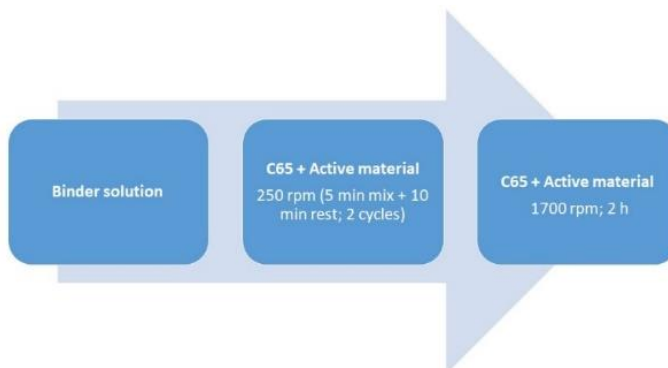 Binder solution
C65 + Active material
250 rpm (5 min mix + 10
min rest; 2 cycles)
C65 + Active material
1700 rpm; 2 h